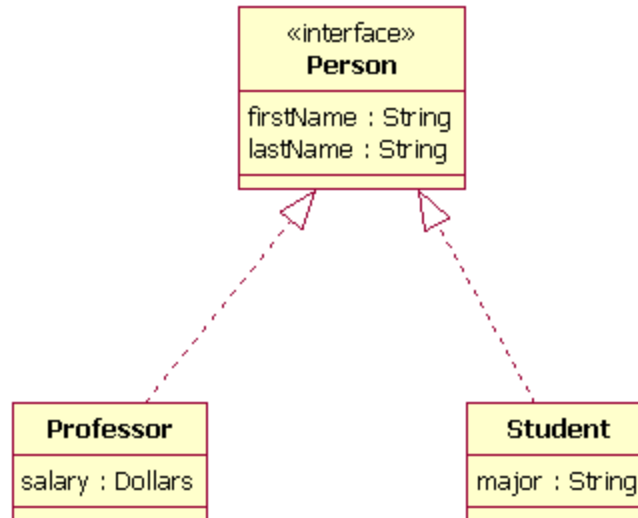 «interface»
Person
firstName : String
lastName : String
Professor
salary : Dollars
Student
major : String